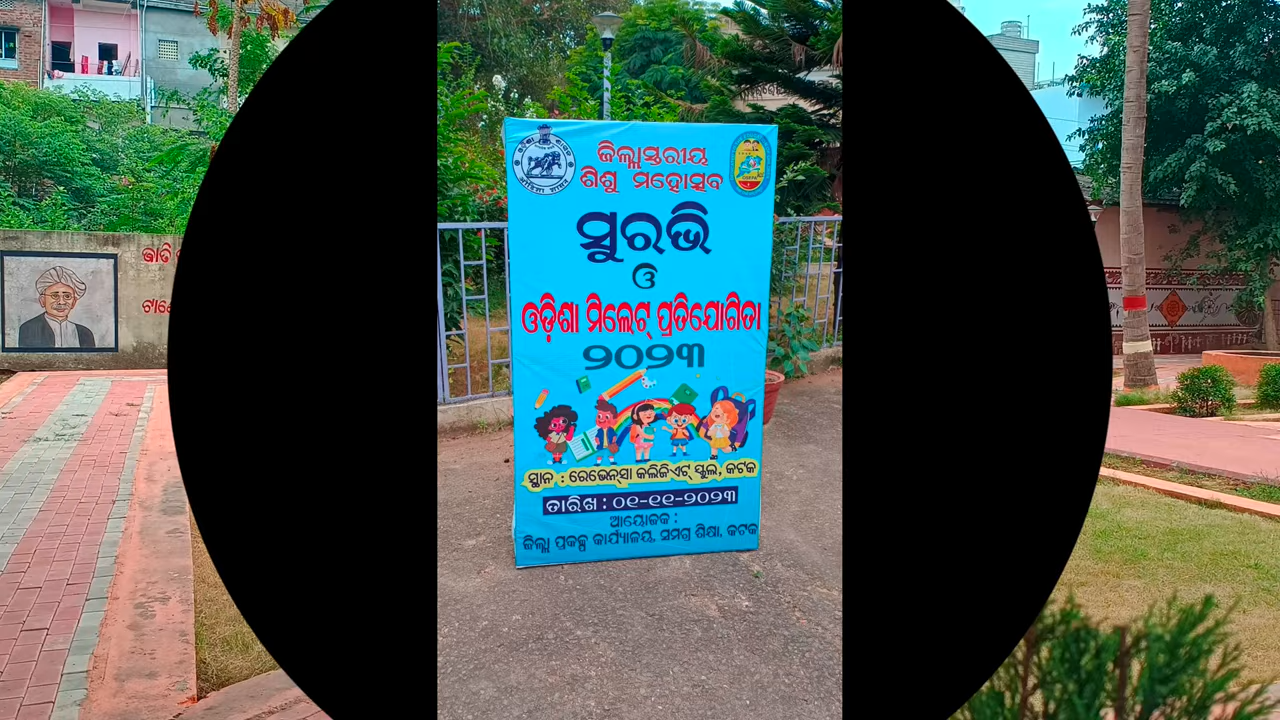 ଜିଲ୍ଲାସ୍ତରୀୟ
ଶିଶୁ ମହୋତ୍ସବ
ସୁରଭି
ଓ
ଓଡ଼ିଶା ମିଲେଟ୍ ପ୍ରତିଯୋଗିତା
୨୦୨୩
ସ୍ଥାନ : ରେଭେନ୍ସା କଲିଜିଏଟ୍ ସ୍କୁଲ, କଟକ
ତାରିଖ : ୦୧-୧୧-୨୦୨୩
ଆୟୋଜକ :
ଜିଲ୍ଲା ପ୍ରକଳ୍ପ କାର୍ଯ୍ୟାଳୟ, ସମଗ୍ର ଶିକ୍ଷା, କଟକ
ଜାତି